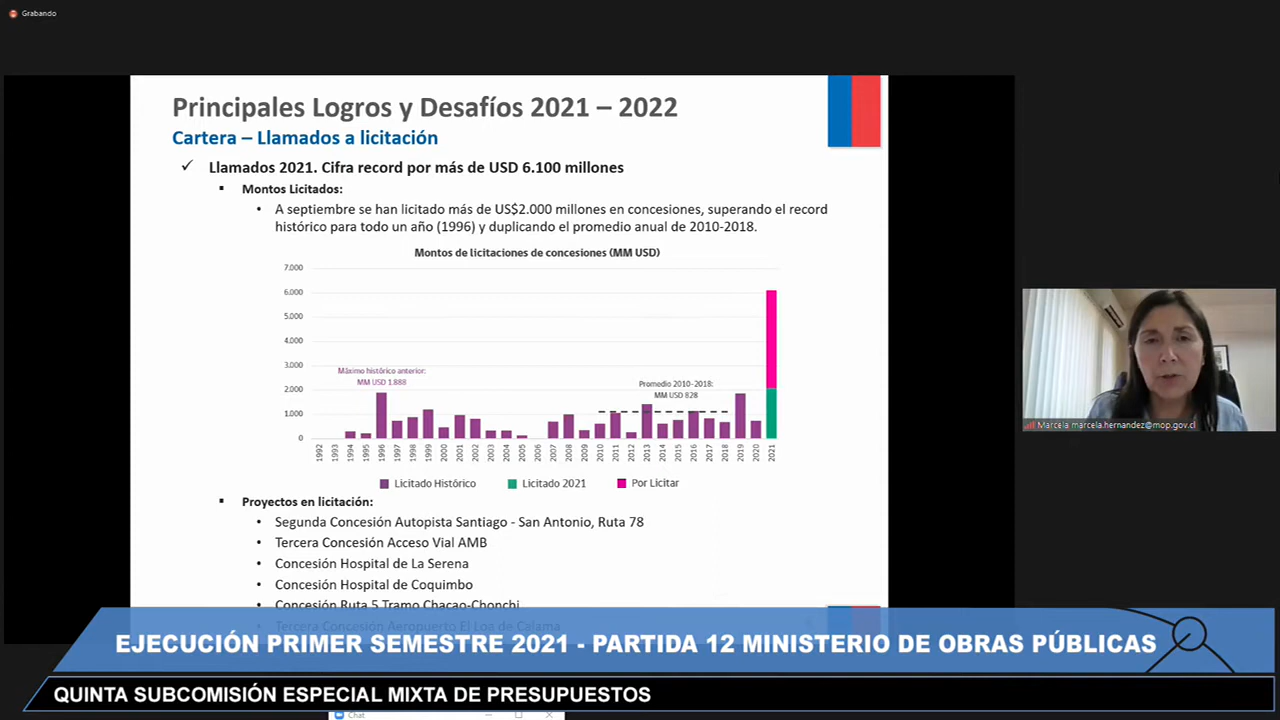 Grabando
Principales Logros y Desafíos 2021 – 2022
Cartera – Llamados a licitación
✓ Llamados 2021. Cifra record por más de USD 6.100 millones
▪ Montos Licitados:
• A septiembre se han licitado más de US$2.000 millones en concesiones, superando el record
histórico para todo un año (1996) y duplicando el promedio anual de 2010-2018.
Montos de licitaciones de concesiones (MM USD)
7.000
6.000
5.000
4.000
3.000
2.000
1.000
0
Máximo histórico anterior:
MM USD 1.888
Promedio 2010-2018:
MM USD 828
1992 1993 1994 1995 1996 1997 1998 1999 2000 2001 2002 2003 2004 2005 2006 2007 2008 2009 2010 2011 2012 2013 2014 2015 2016 2017 2018 2019 2020 2021
Licitado Histórico Licitado 2021 Por Licitar
▪ Proyectos en licitación:
• Segunda Concesión Autopista Santiago - San Antonio, Ruta 78
• Tercera Concesión Acceso Vial AMB
• Concesión Hospital de La Serena
• Concesión Hospital de Coquimbo
• Concesión Ruta 5 Tramo Chacao-Chonchi
• Tercera Concesión Aeropuerto El Loa de Calama
Marcela marcela.hernandez@mop.gov.cl
EJECUCIÓN PRIMER SEMESTRE 2021 - PARTIDA 12 MINISTERIO DE OBRAS PÚBLICAS
QUINTA SUBCOMISIÓN ESPECIAL MIXTA DE PRESUPUESTOS
Chat